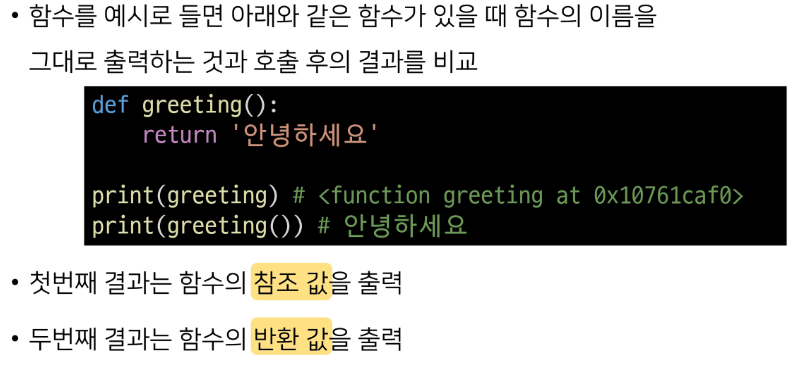 • 함수를 예시로 들면 아래와 같은 함수가 있을 때 함수의 이름을
그대로 출력하는 것과 호출 후의 결과를 비교
def greeting():
    return '안녕하세요'

print(greeting) # <function greeting at 0x10761caf0>
print(greeting()) # 안녕하세요
• 첫번째 결과는 함수의 참조 값을 출력
• 두번째 결과는 함수의 반환 값을 출력